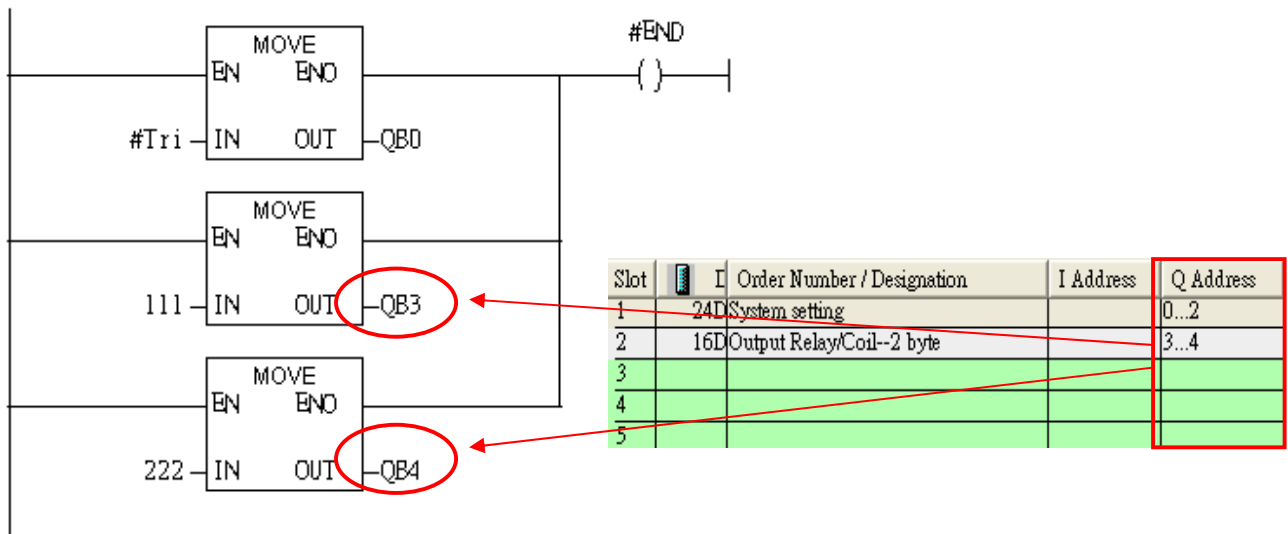 #END
MOVE
EN ENO
#Tri IN OUT QB0
MOVE
EN ENO
111 IN OUT QB3
MOVE
EN ENO
222 IN OUT QB4
Slot D Order Number / Designation I Address Q Address
1 24D System setting 0...2
2 16D Output Relay/Coil--2 byte 3...4
3
4
5